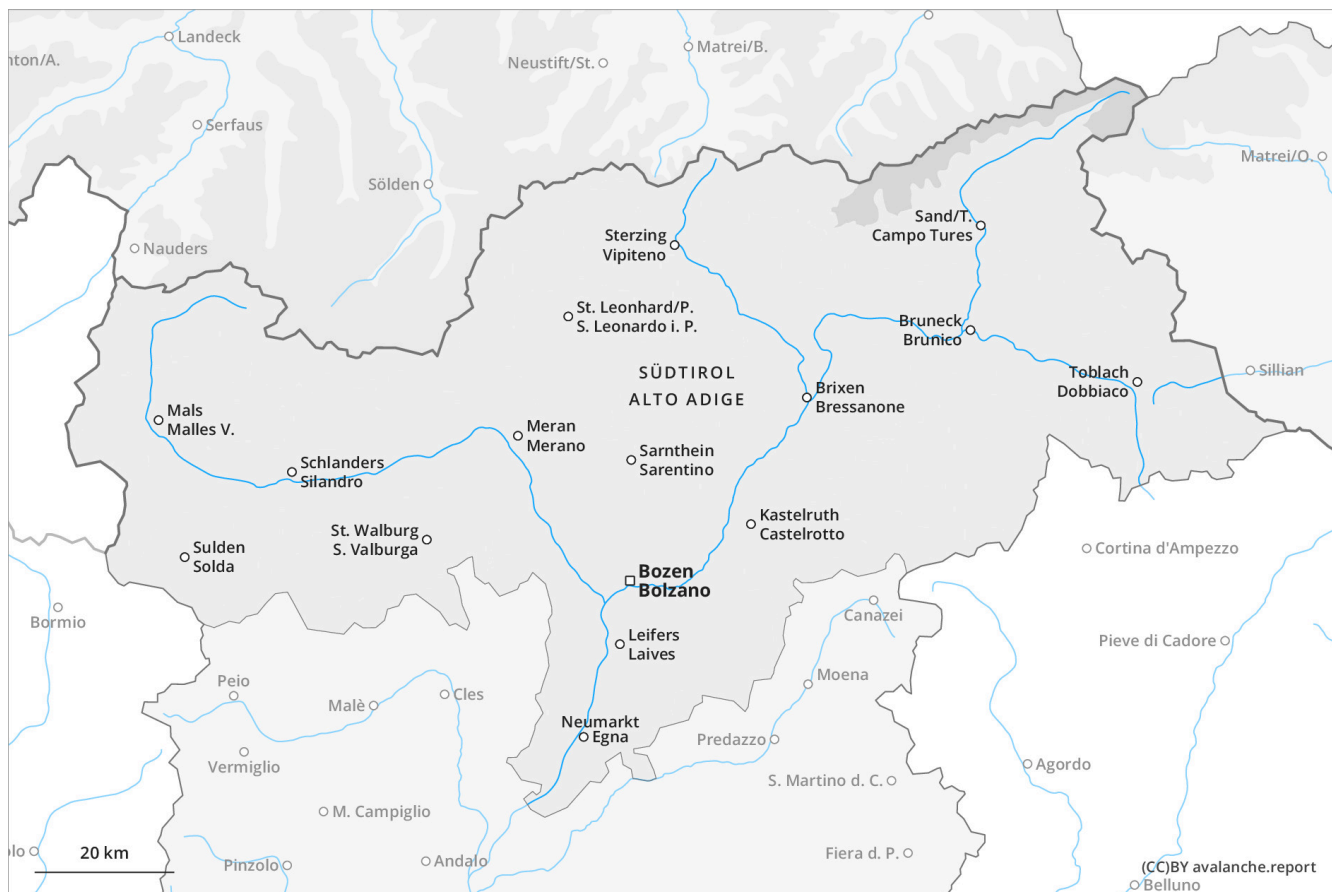 Landeck
Matrei/B.
nton/A.
Neustift/St.
Serfaus
Matrei/O.
Sölden
Sand/T.
Campo Tures
Sterzing
Vipiteno
Nauders
St. Leonhard/P.
S. Leonardo i. P.
Bruneck
Brunico
SÜDTIROL
ALTO ADIGE
Toblach
Dobbiaco
Sillian
Brixen
Bressanone
Mals
Malles V.
Meran
Merano
Sarnthein
Sarentino
Schlanders
Silandro
Kastelruth
Castelrotto
St. Walburg
S. Valburga
Sulden
Solda
Cortina d'Ampezzo
Bozen
Bolzano
Bormio
Canazei
Leifers
Laives
Pieve di Cadore
Peio
Malè
Cles
Moena
Neumarkt
Egna
Predazzo
Vermiglio
Agordo
S. Martino d. C.
M. Campiglio
20 km
olo
Pinzolo
Andalo
Fiera d. P.
(CC)BY avalanche.report
Belluno